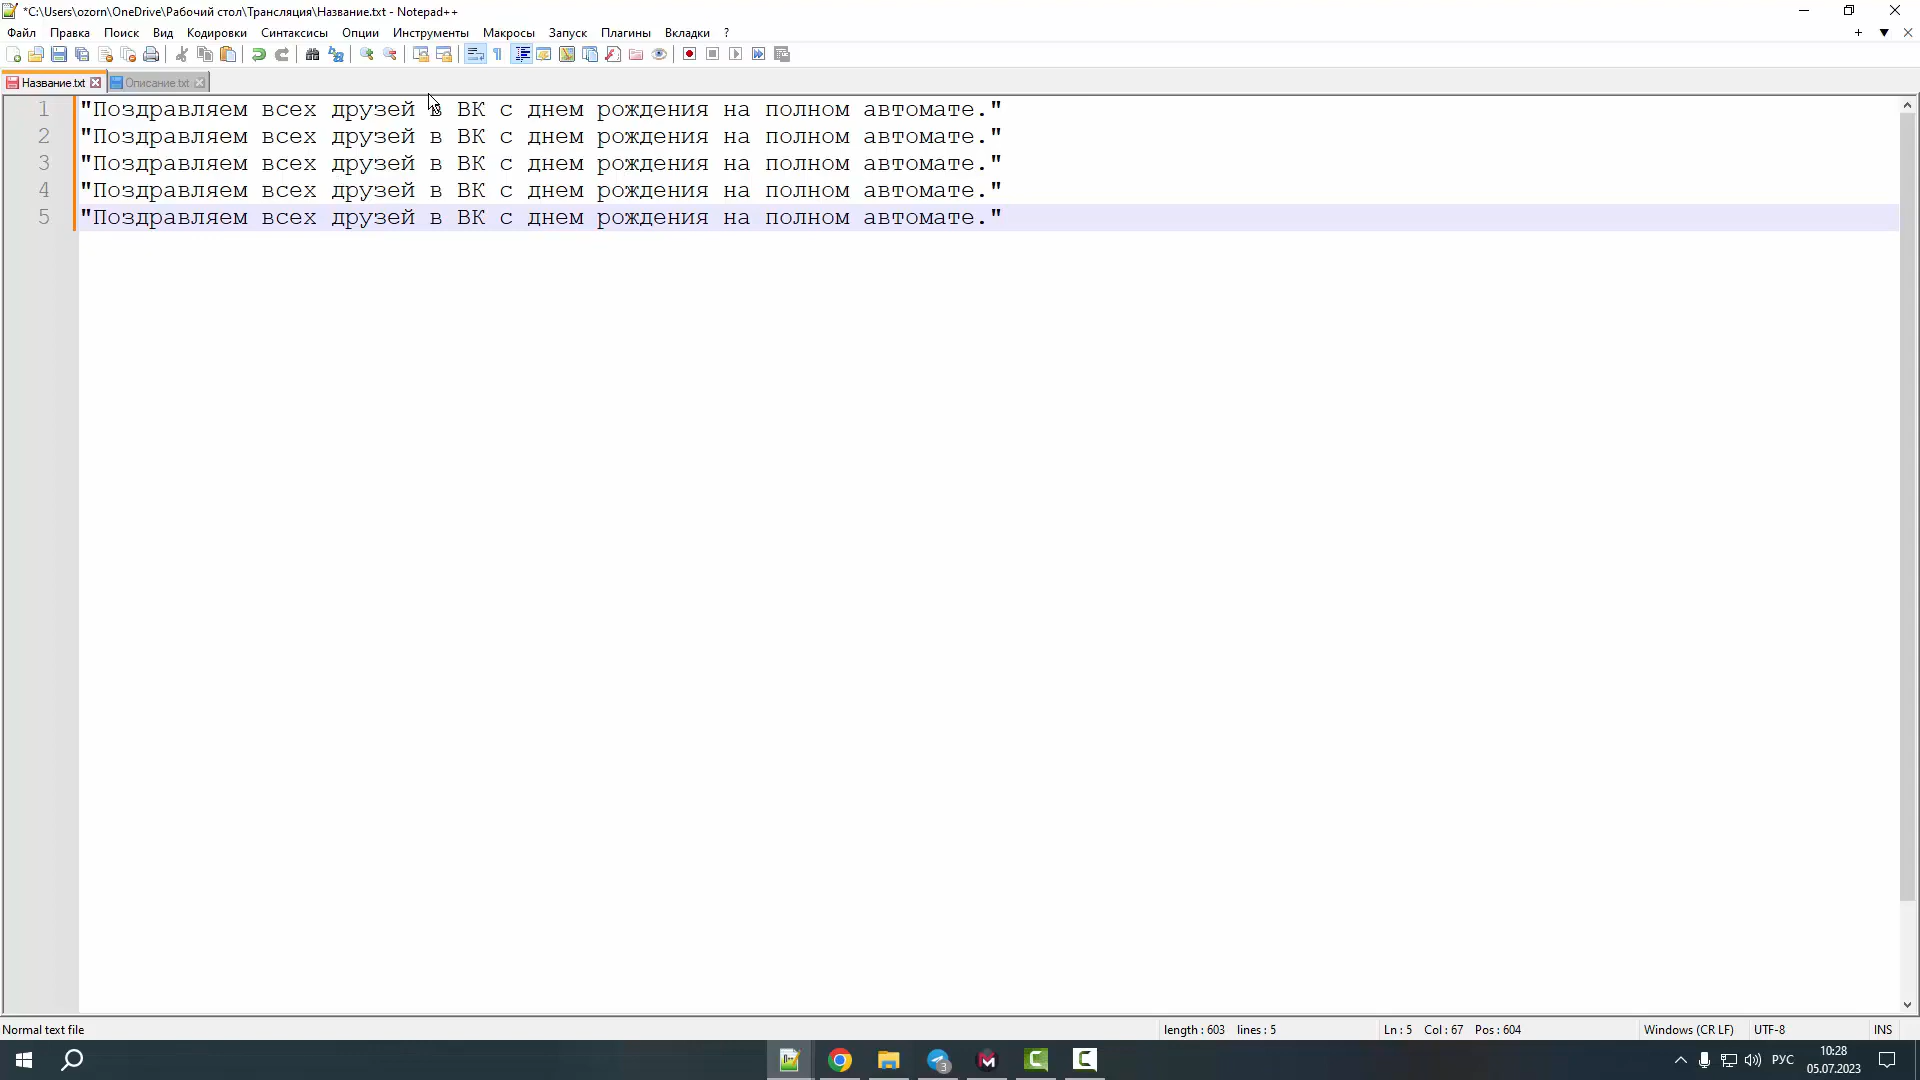 *C:\Users\ozorn\OneDrive\Рабочий стол\Трансляция\Название.txt - Notepad++
Файл Правка Поиск Вид Кодировки Синтаксисы Опции Инструменты Макросы Запуск Плагины Вкладки ?
Название.txt Описание.txt
1 "Поздравляем всех друзей в ВК с днем рождения на полном автомате."
2 "Поздравляем всех друзей в ВК с днем рождения на полном автомате."
3 "Поздравляем всех друзей в ВК с днем рождения на полном автомате."
4 "Поздравляем всех друзей в ВК с днем рождения на полном автомате."
5 "Поздравляем всех друзей в ВК с днем рождения на полном автомате."
Normal text file length : 603 lines : 5 Ln : 5 Col : 67 Pos : 604 Windows (CR LF) UTF-8 INS
3 РУС 10:28
05.07.2023